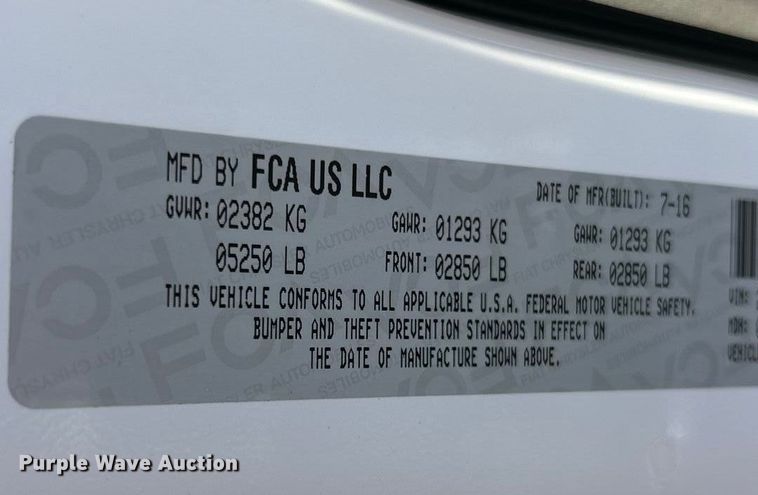 MFD BY FCA US LLC DATE OF MFR(BUILT): 7-16
GVWR: 02382 KG GAWR: 01293 KG GAWR: 01293 KG
05250 LB FRONT: 02850 LB REAR: 02850 LB
THIS VEHICLE CONFORMS TO ALL APPLICABLE U.S.A. FEDERAL MOTOR VEHICLE SAFETY.
BUMPER AND THEFT PREVENTION STANDARDS IN EFFECT ON
THE DATE OF MANUFACTURE SHOWN ABOVE.
VIN:
MDH:
Purple Wave Auction